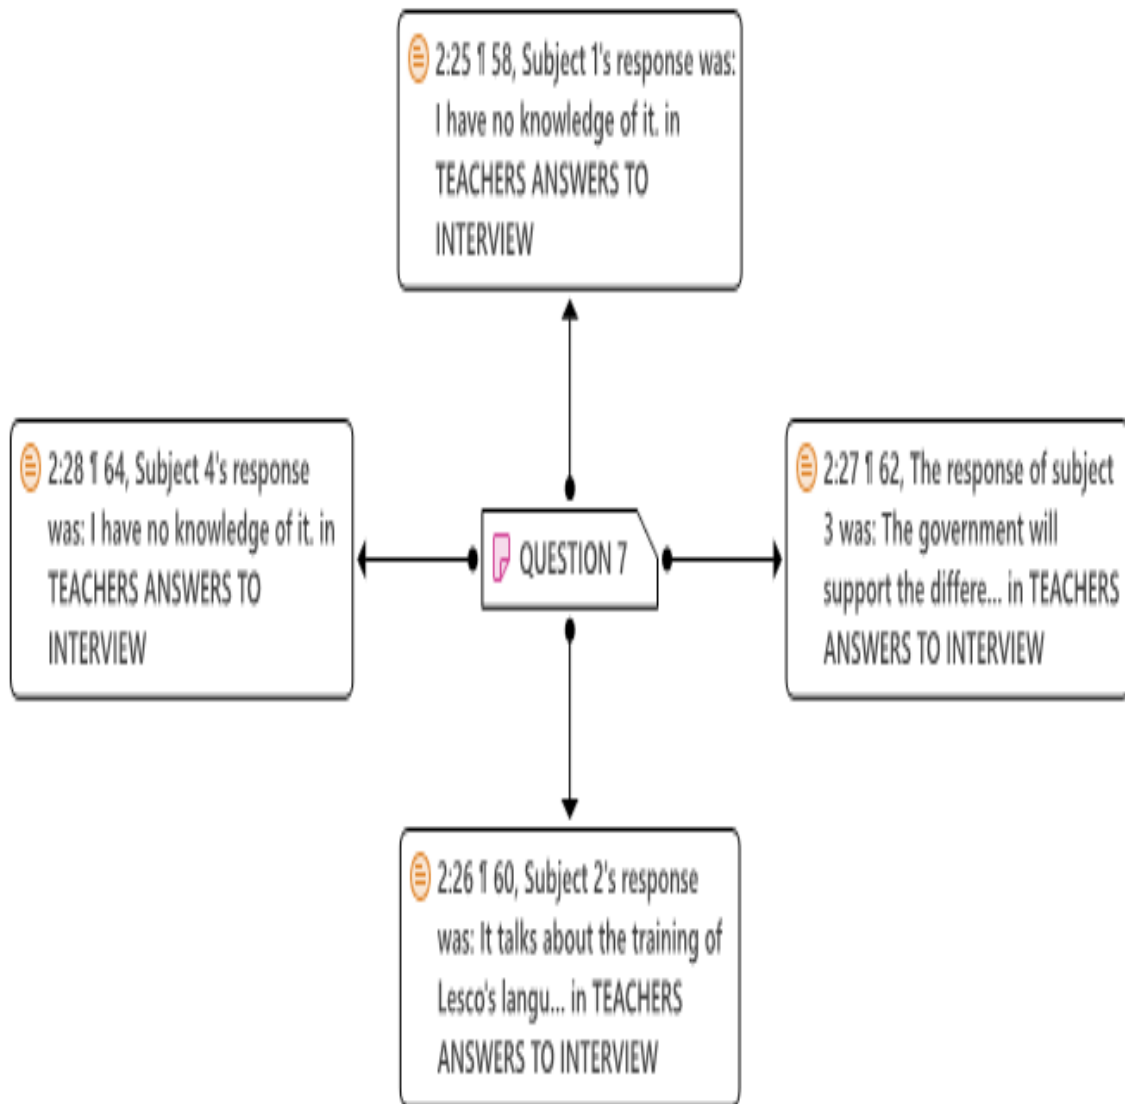 2:25 ¶ 58, Subject 1's response was:
I have no knowledge of it. in
TEACHERS ANSWERS TO
INTERVIEW
2:28 ¶ 64, Subject 4's response
was: I have no knowledge of it. in
TEACHERS ANSWERS TO
INTERVIEW
QUESTION 7
2:27 ¶ 62, The response of subject
3 was: The government will
support the differe... in TEACHERS
ANSWERS TO INTERVIEW
2:26 ¶ 60, Subject 2's response
was: It talks about the training of
Lesco's langu... in TEACHERS
ANSWERS TO INTERVIEW